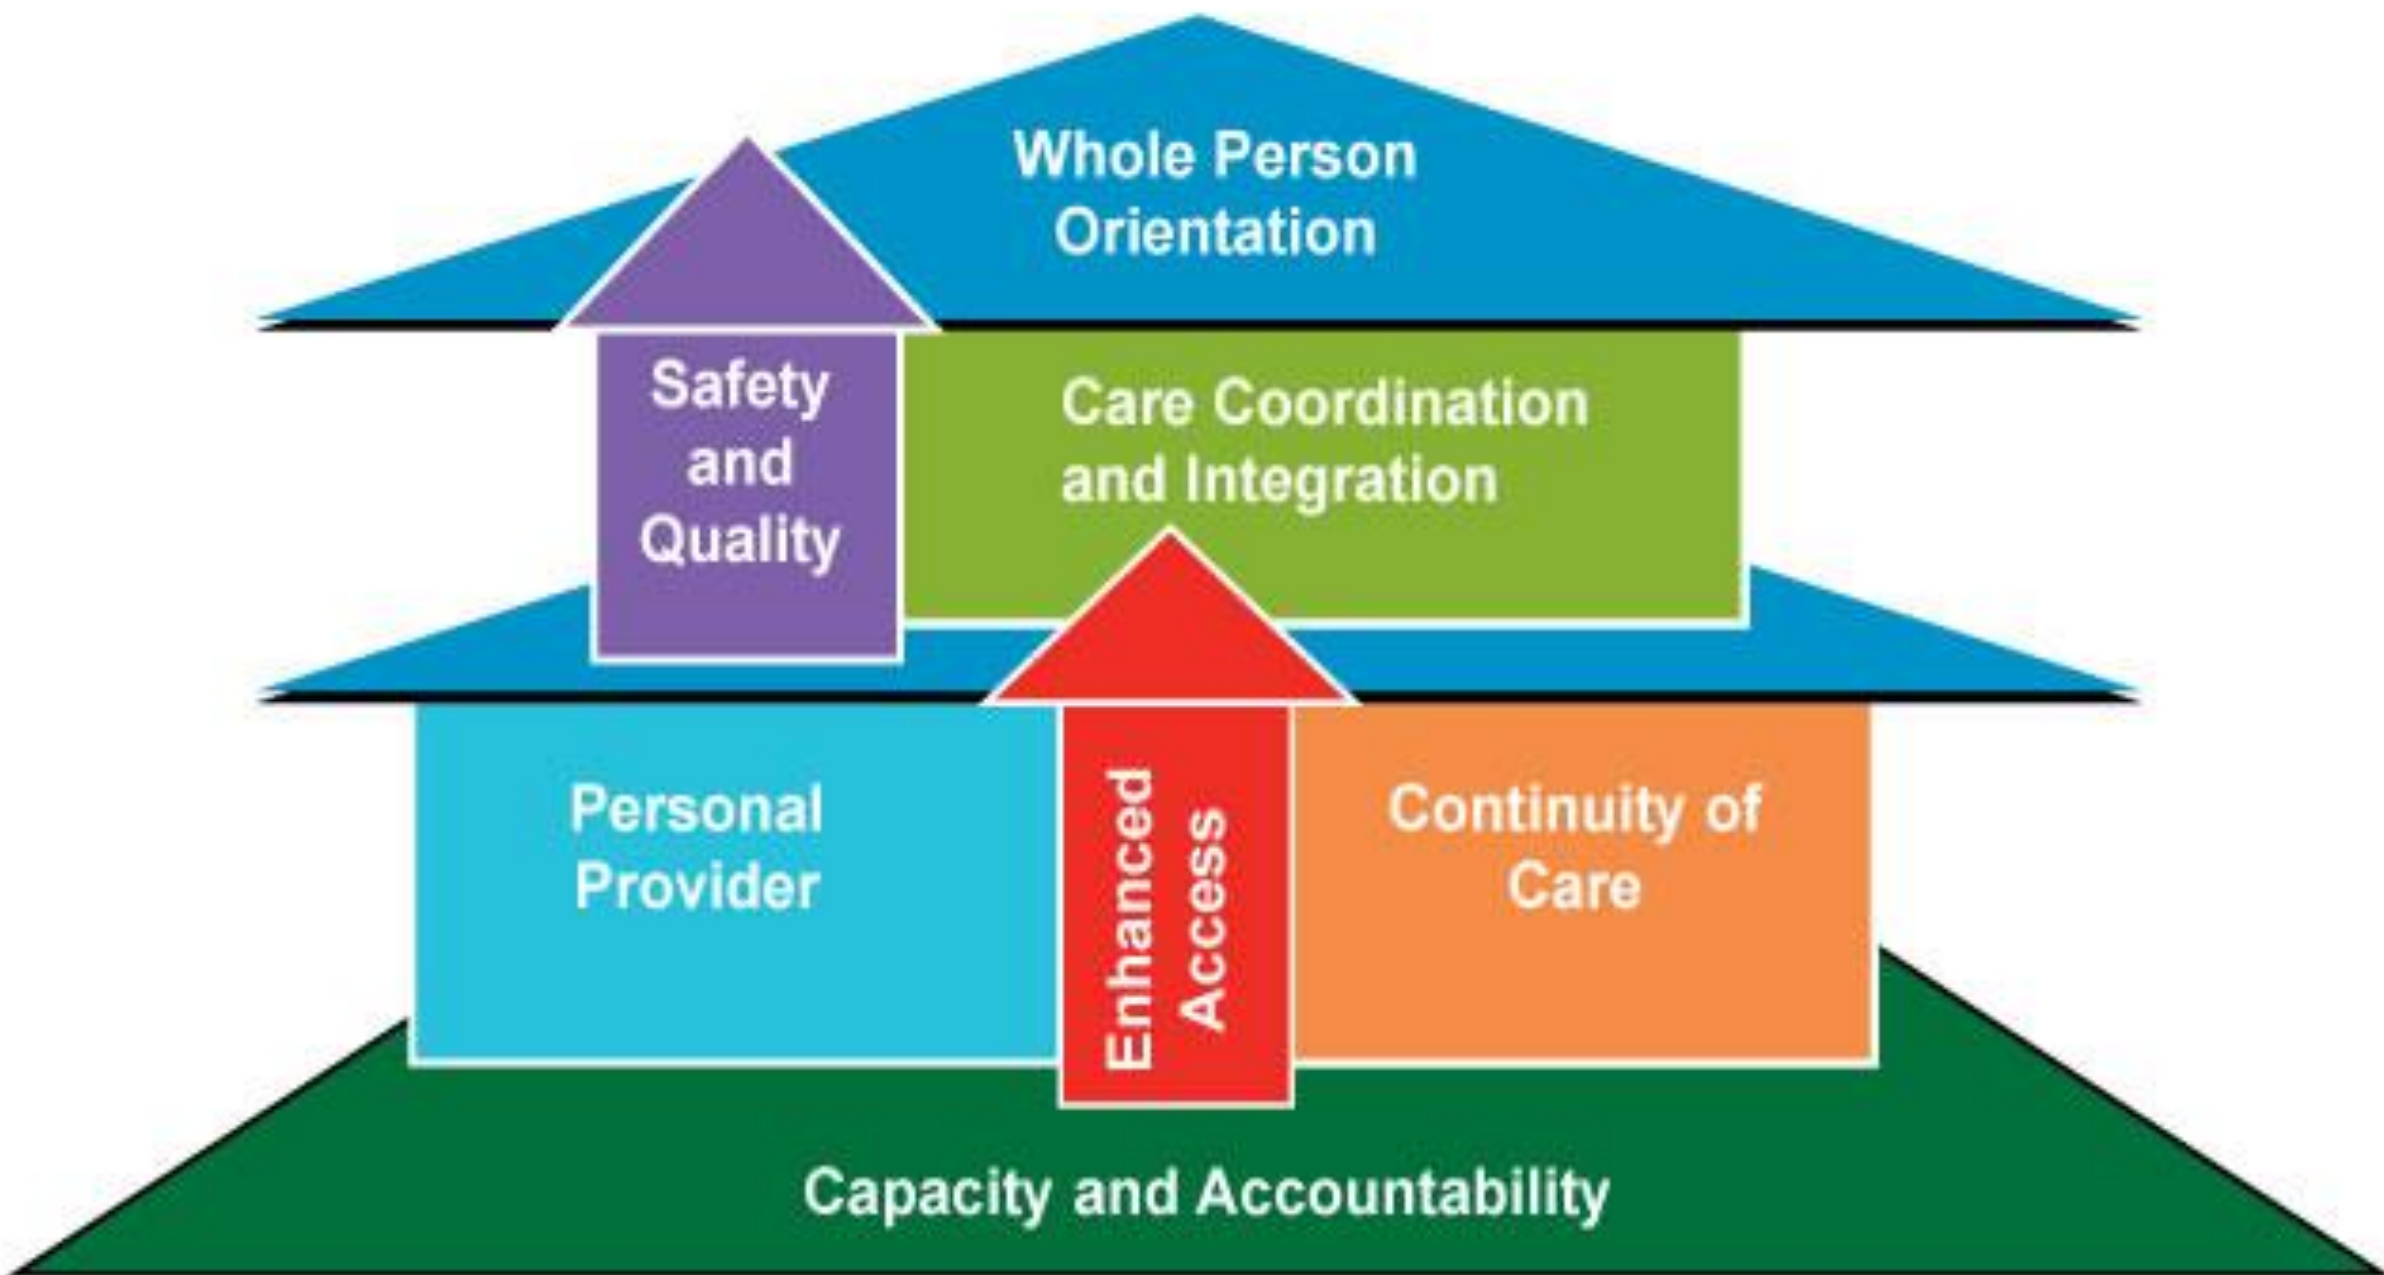 Whole Person
Orientation
Safety
and
Quality
Care Coordination
and Integration
Personal
Provider
Enhanced
Access
Continuity of
Care
Capacity and Accountability